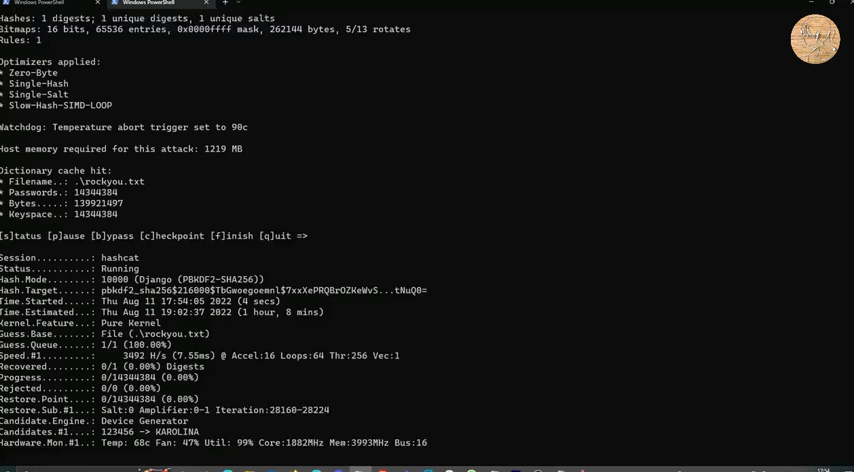 Windows PowerShell
Windows PowerShell
Hashes: 1 digests; 1 unique digests, 1 unique salts
Bitmaps: 16 bits, 65536 entries, 0x0000ffff mask, 262144 bytes, 5/13 rotates
Rules: 1
Optimizers applied:
* Zero-Byte
* Single-Hash
* Single-Salt
* Slow-Hash-SIMD-LOOP
Watchdog: Temperature abort trigger set to 90c
Host memory required for this attack: 1219 MB
Dictionary cache hit:
* Filename..: .\rockyou.txt
* Passwords.: 14344384
* Bytes.....: 139921497
* Keyspace..: 14344384
[s]tatus [p]ause [b]ypass [c]heckpoint [f]inish [q]uit =>
Session..........: hashcat
Status...........: Running
Hash.Mode........: 10000 (Django (PBKDF2-SHA256))
Hash.Target......: pbkdf2_sha256$216000$TbGwoegoemnl$7xxXePRQBrOZKeWvS...tNuQ0=
Time.Started.....: Thu Aug 11 17:54:05 2022 (4 secs)
Time.Estimated...: Thu Aug 11 19:02:37 2022 (1 hour, 8 mins)
Kernel.Feature...: Pure Kernel
Guess.Base.......: File (.\rockyou.txt)
Guess.Queue......: 1/1 (100.00%)
Speed.#1.........: 3492 H/s (7.55ms) @ Accel:16 Loops:64 Thr:256 Vec:1
Recovered........: 0/1 (0.00%) Digests
Progress.........: 0/14344384 (0.00%)
Rejected.........: 0/0 (0.00%)
Restore.Point....: 0/14344384 (0.00%)
Restore.Sub.#1...: Salt:0 Amplifier:0-1 Iteration:28160-28224
Candidate.Engine.: Device Generator
Candidates.#1....: 123456 -> KAROLINA
Hardware.Mon.#1..: Temp: 68c Fan: 47% Util: 99% Core:1882MHz Mem:3993MHz Bus:16
17:54